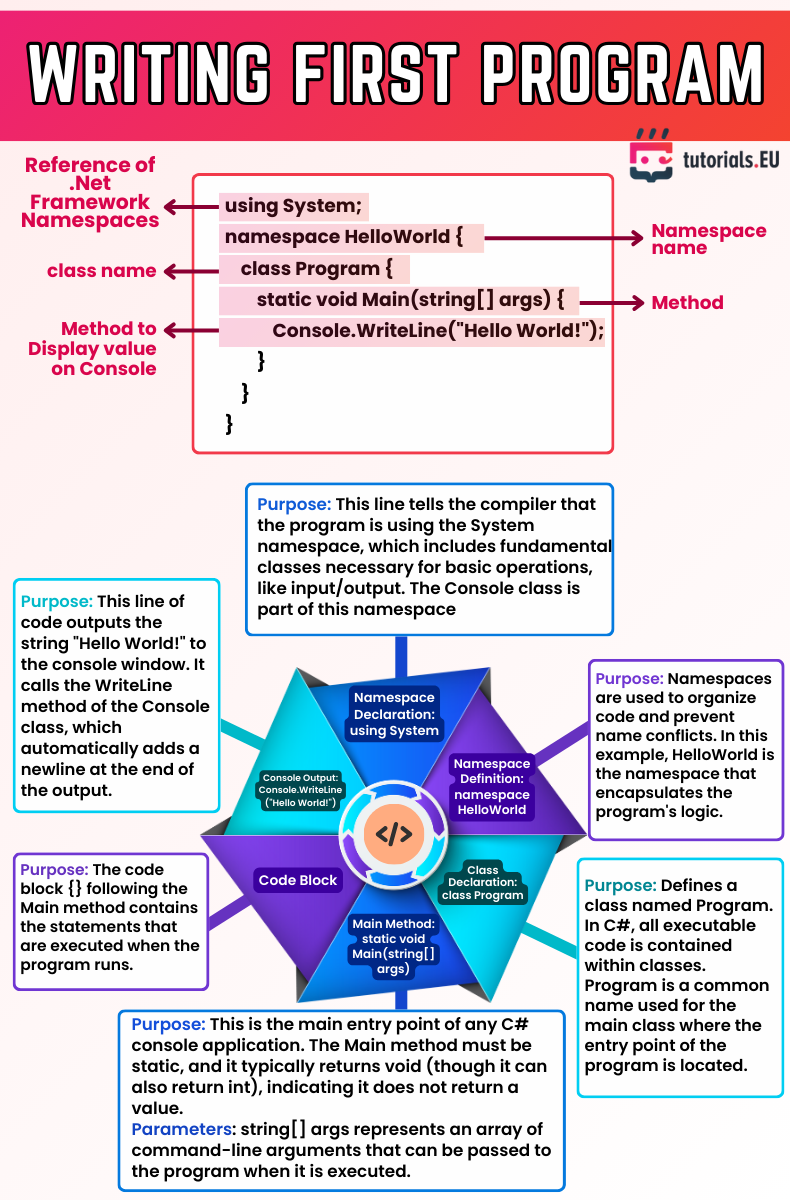 WRITING FIRST PROGRAM
tutorials.EU
Reference of
.Net
Framework
Namespaces
class name
Method to
Display value
on Console
using System;
namespace HelloWorld {
class Program {
static void Main(string[] args) {
Console.WriteLine("Hello World!");
}
}
}
Namespace
name
Method
Purpose: This line tells the compiler that
the program is using the System
namespace, which includes fundamental
classes necessary for basic operations,
like input/output. The Console class is
part of this namespace
Purpose: This line of
code outputs the
string "Hello World!" to
the console window. It
calls the WriteLine
method of the Console
class, which
automatically adds a
newline at the end of
the output.
Purpose: Namespaces
are used to organize
code and prevent
name conflicts. In this
example, HelloWorld is
the namespace that
encapsulates the
program's logic.
Namespace
Declaration:
using System
Namespace
Definition:
namespace
HelloWorld
Console Output:
Console.WriteLine
("Hello World!")
</>
Code Block
Class
Declaration:
class Program
Main Method:
static void
Main(string[]
args)
Purpose: The code
block {} following the
Main method contains
the statements that
are executed when the
program runs.
Purpose: Defines a
class named Program.
In C#, all executable
code is contained
within classes.
Program is a common
name used for the
main class where the
entry point of the
program is located.
Purpose: This is the main entry point of any C#
console application. The Main method must be
static, and it typically returns void (though it can
also return int), indicating it does not return a
value.
Parameters: string[] args represents an array of
command-line arguments that can be passed to
the program when it is executed.